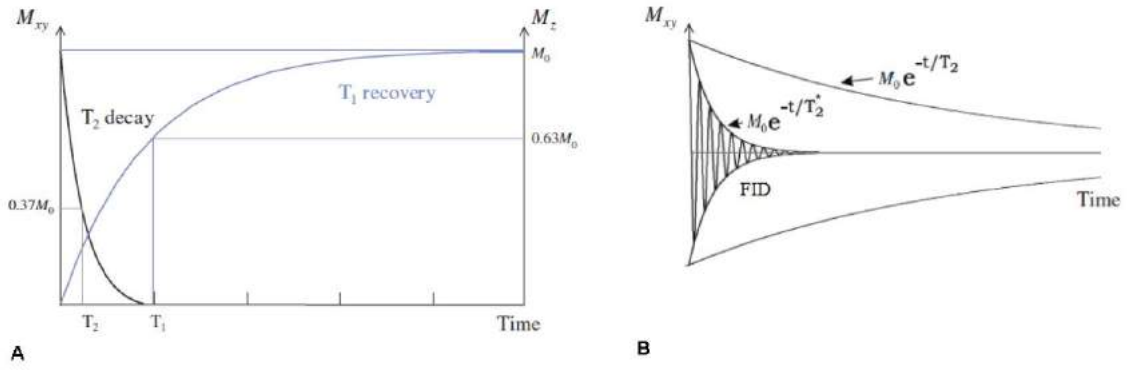 Mxy
Mz
M0
T2 decay
T1 recovery
0.63M0
0.37M0
T2
T1
Time
A
Mxy
M0e-t/T2
M0e-t/T2*
FID
Time
B